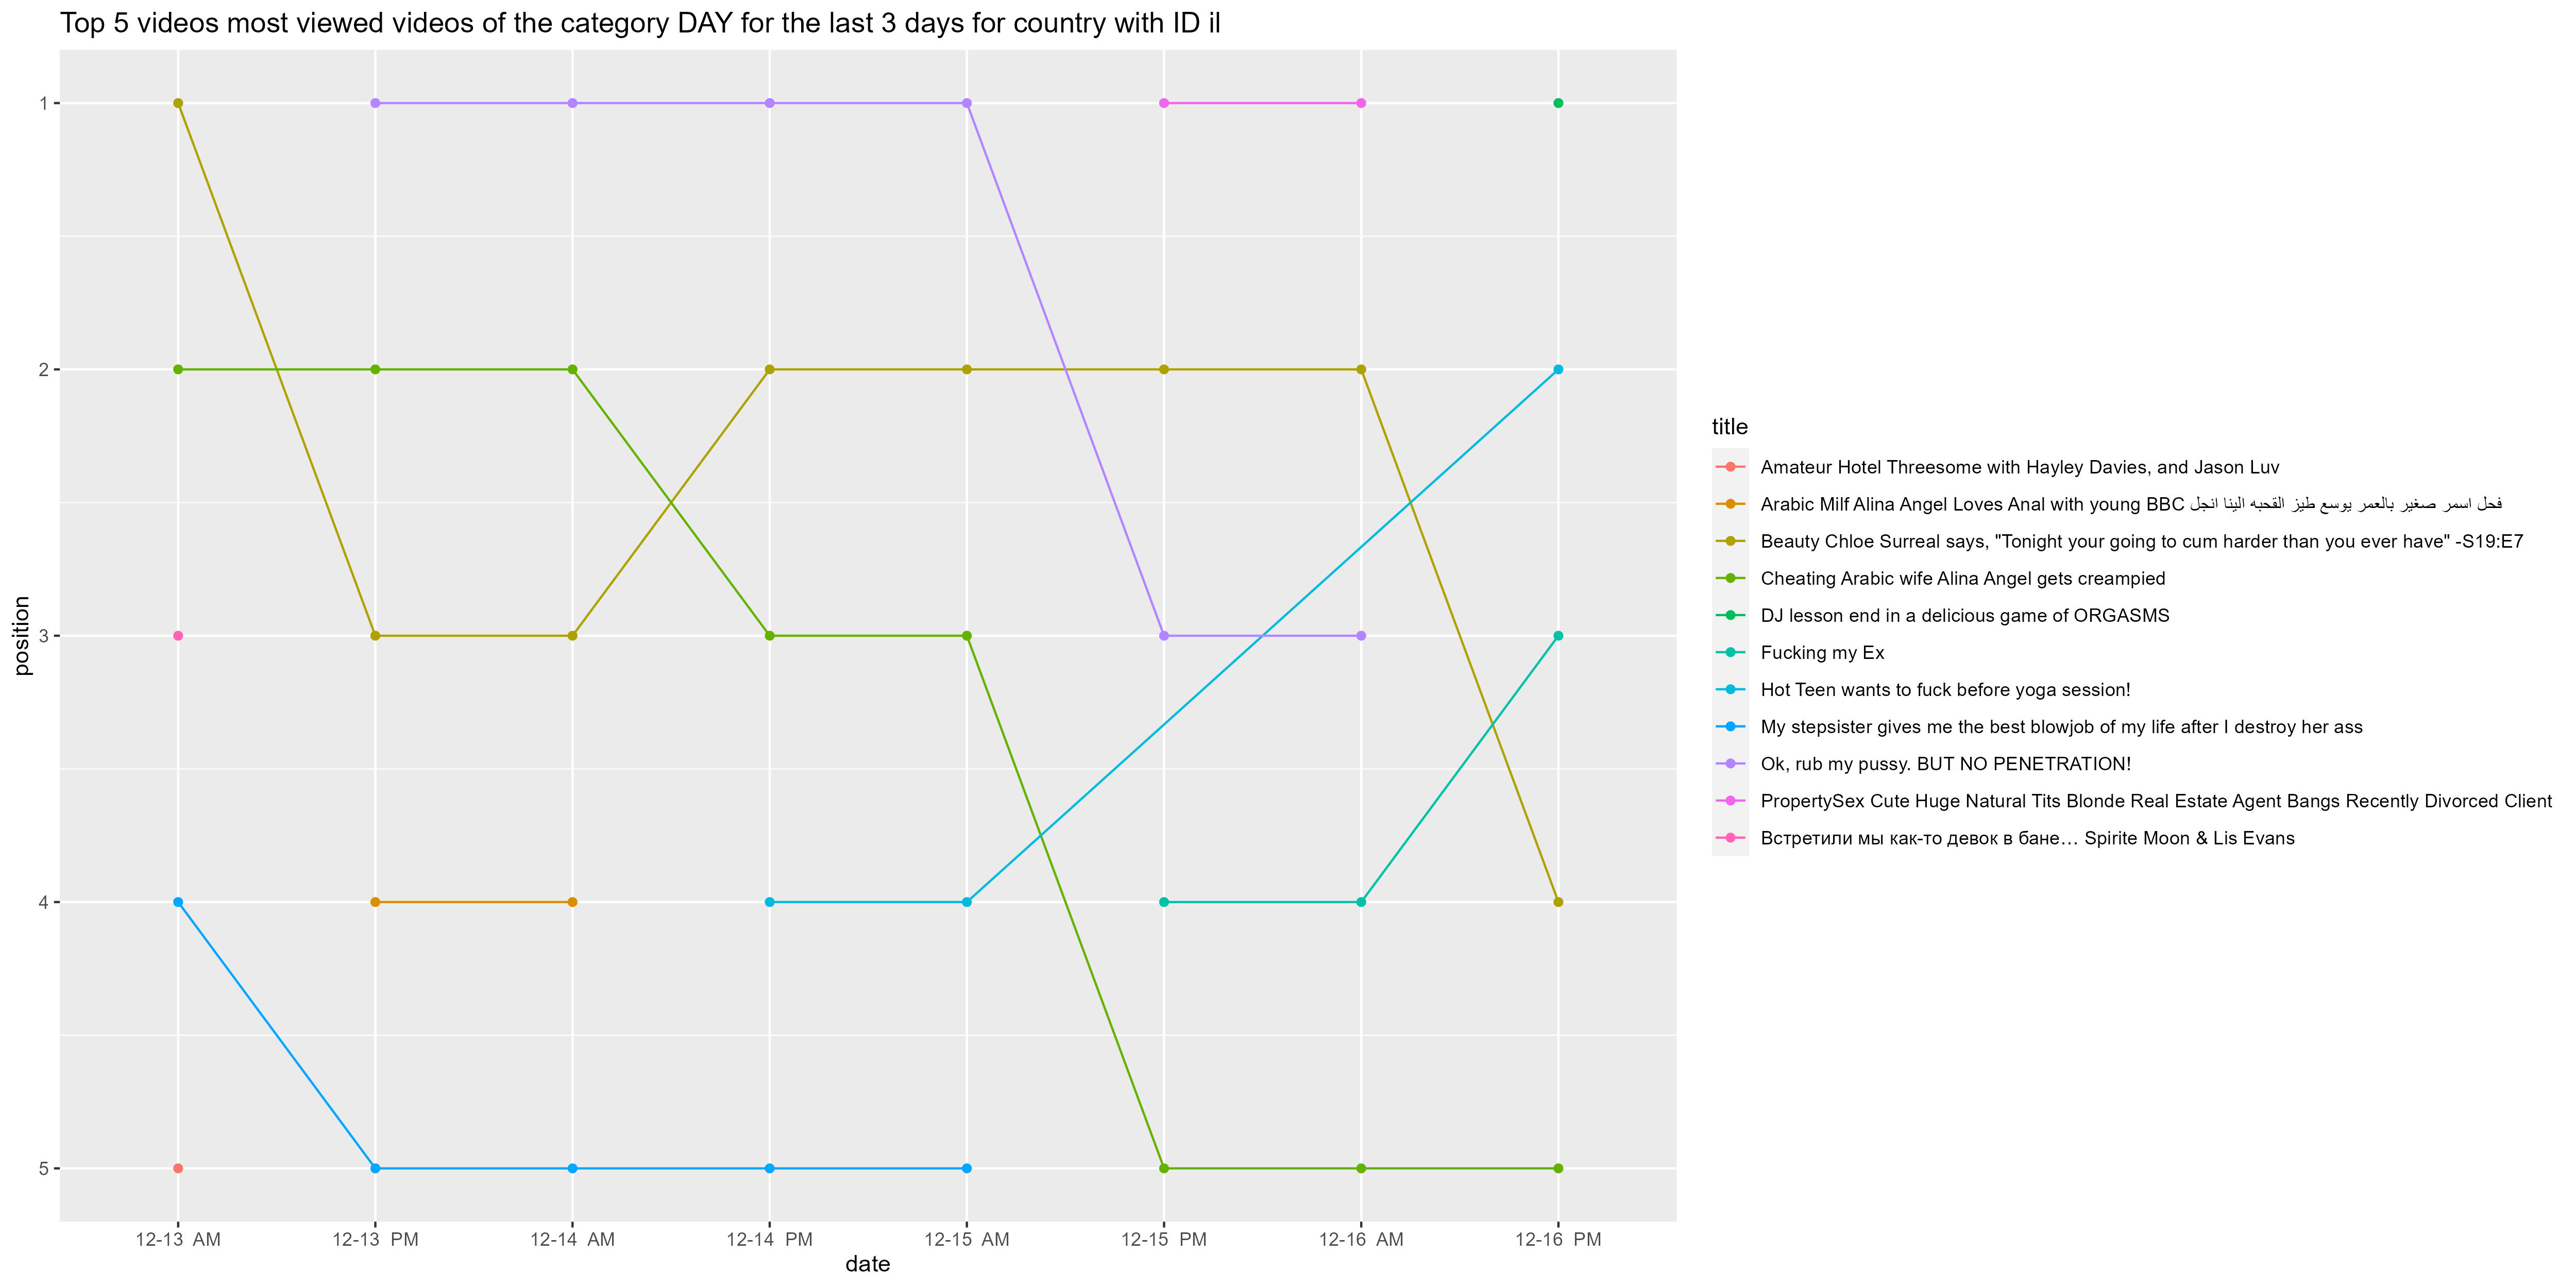 Top 5 videos most viewed videos of the category DAY for the last 3 days for country with ID il
1
2
3
4
5
position
12-13 AM
12-13 PM
12-14 AM
12-14 PM
12-15 AM
12-15 PM
12-16 AM
12-16 PM
date
title
Amateur Hotel Threesome with Hayley Davies, and Jason Luv
Arabic Milf Alina Angel Loves Anal with young BBC فحل اسمر صغير بالعمر يوسع طيز القحبه الينا انجل
Beauty Chloe Surreal says, "Tonight your going to cum harder than you ever have" -S19:E7
Cheating Arabic wife Alina Angel gets creampied
DJ lesson end in a delicious game of ORGASMS
Fucking my Ex
Hot Teen wants to fuck before yoga session!
My stepsister gives me the best blowjob of my life after I destroy her ass
Ok, rub my pussy. BUT NO PENETRATION!
PropertySex Cute Huge Natural Tits Blonde Real Estate Agent Bangs Recently Divorced Client
Встретили мы как-то девок в бане… Spirite Moon & Lis Evans